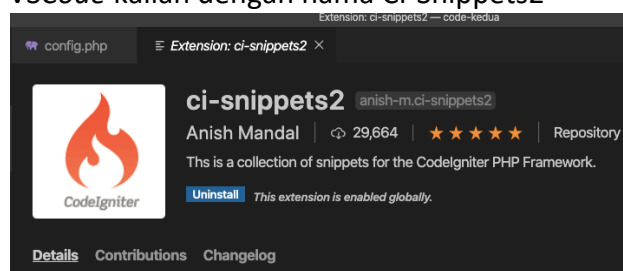 VSCode kalian dengan nama CI-Snippets2
Extension: ci-snippets2 — code-kedua
config.php
Extension: ci-snippets2 ×
ci-snippets2 anish-m.ci-snippets2
Anish Mandal 29,664 ★★★★★ Repository
Ths is a collection of snippets for the CodeIgniter PHP Framework.
CodeIgniter
Uninstall This extension is enabled globally.
Details Contributions Changelog